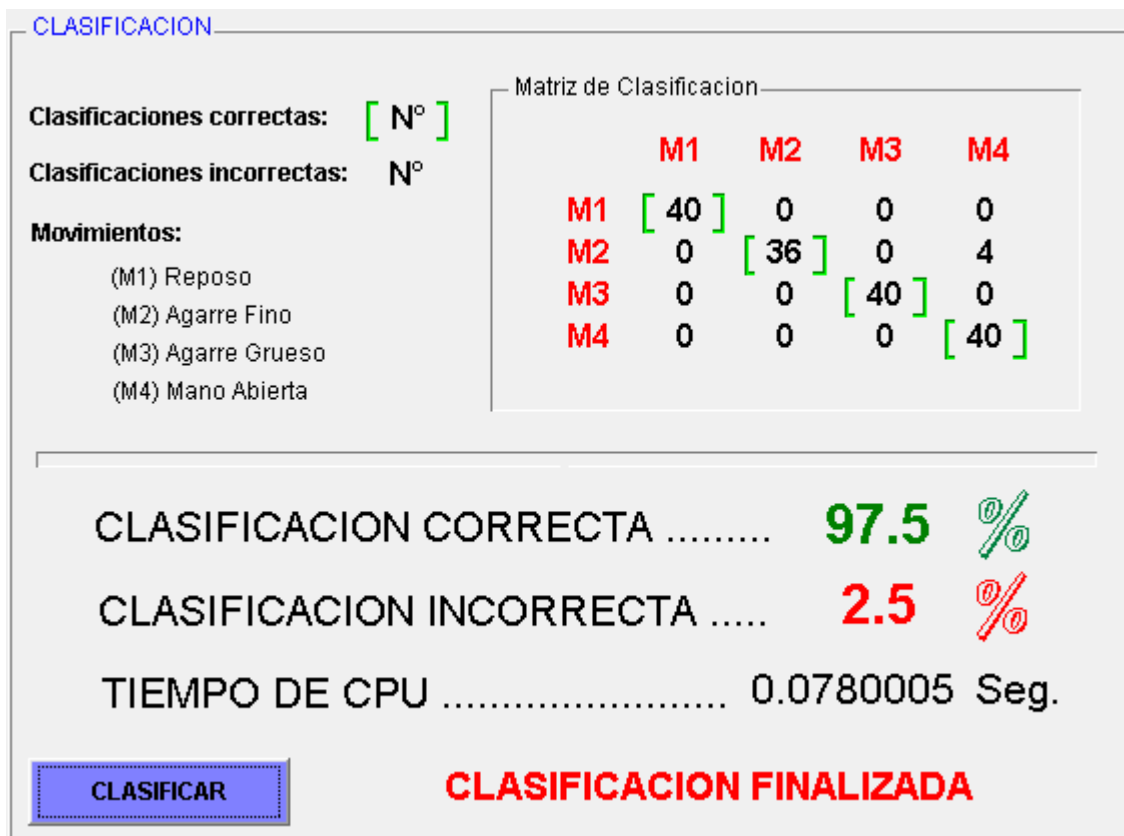 CLASIFICACION
Clasificaciones correctas: [ Nº ]
Clasificaciones incorrectas: Nº
Movimientos:
(M1) Reposo
(M2) Agarre Fino
(M3) Agarre Grueso
(M4) Mano Abierta
Matriz de Clasificacion
M1 M2 M3 M4
M1 [ 40 ] 0 0 0
M2 0 [ 36 ] 0 4
M3 0 0 [ 40 ] 0
M4 0 0 0 [ 40 ]
CLASIFICACION CORRECTA ......... 97.5 %
CLASIFICACION INCORRECTA ..... 2.5 %
TIEMPO DE CPU ....................... 0.0780005 Seg.
CLASIFICAR
CLASIFICACION FINALIZADA